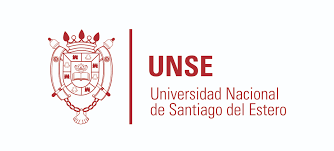 UNSE
Universidad Nacional
de Santiago del Estero